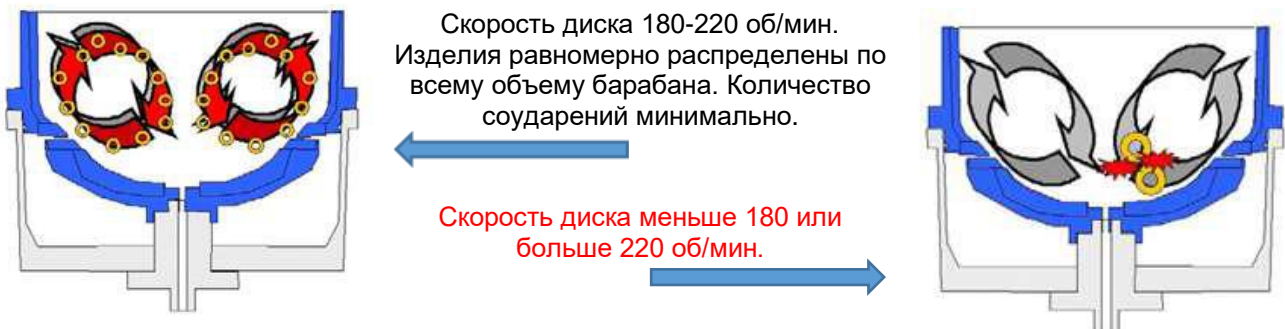 Скорость диска 180-220 об/мин.
Изделия равномерно распределены по
всему объему барабана. Количество
соударений минимально.
Скорость диска меньше 180 или
больше 220 об/мин.